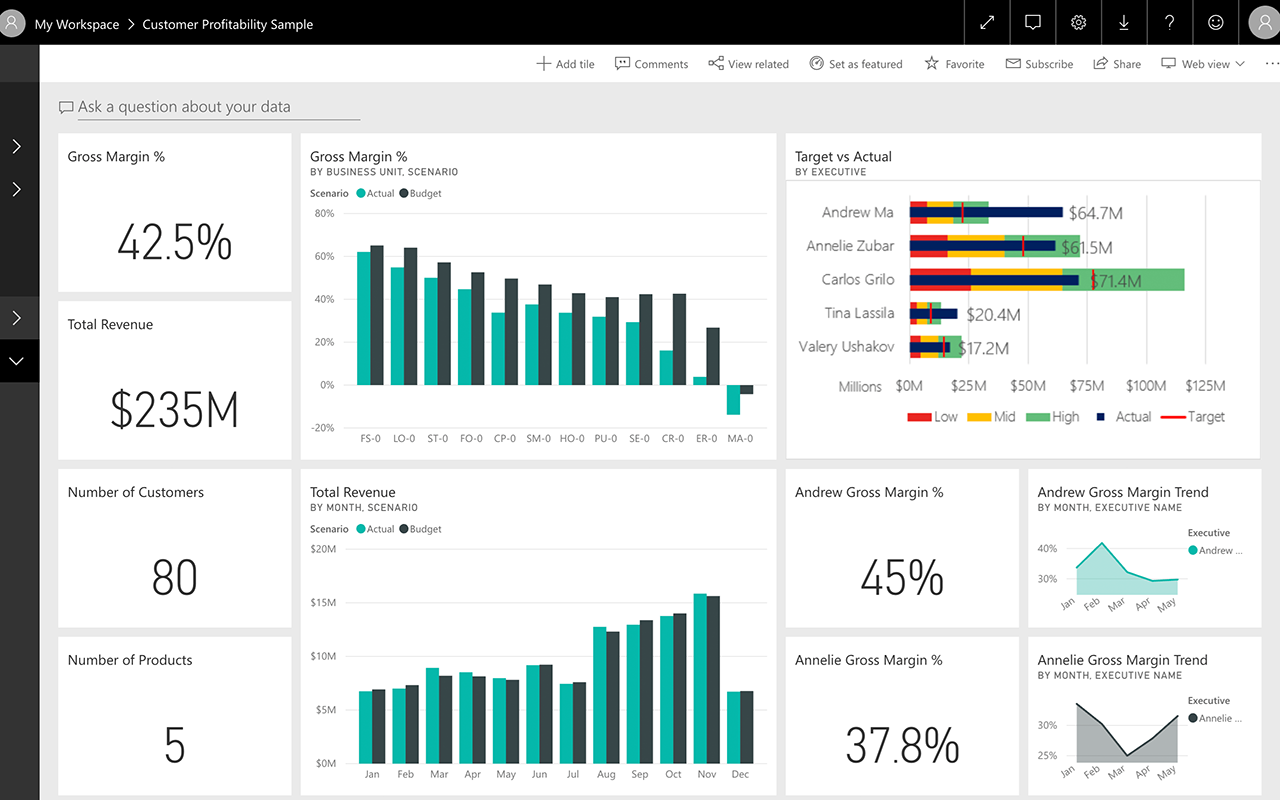 My Workspace > Customer Profitability Sample
Add tile Comments View related Set as featured Favorite Subscribe Share Web view
Ask a question about your data
Gross Margin %
42.5%
Total Revenue
$235M
Number of Customers
80
Number of Products
5
Gross Margin %
BY BUSINESS UNIT, SCENARIO
Scenario Actual Budget
80%
60%
40%
20%
0%
-20%
FS-0 LO-0 ST-0 FO-0 CP-0 SM-0 HO-0 PU-0 SE-0 CR-0 ER-0 MA-0
Total Revenue
BY MONTH, SCENARIO
Scenario Actual Budget
$20M
$15M
$10M
$5M
$0M
Jan Feb Mar Apr May Jun Jul Aug Sep Oct Nov Dec
Target vs Actual
BY EXECUTIVE
Andrew Ma $64.7M
Annelie Zubar $61.5M
Carlos Grilo $71.4M
Tina Lassila $20.4M
Valery Ushakov $17.2M
Millions $0M $25M $50M $75M $100M $125M
Low Mid High Actual Target
Andrew Gross Margin %
45%
Andrew Gross Margin Trend
BY MONTH, EXECUTIVE NAME
Executive
Andrew ...
40%
30%
Jan Feb Mar Apr May
Annelie Gross Margin %
37.8%
Annelie Gross Margin Trend
BY MONTH, EXECUTIVE NAME
Executive
Annelie ...
30%
25%
Jan Feb Mar Apr May